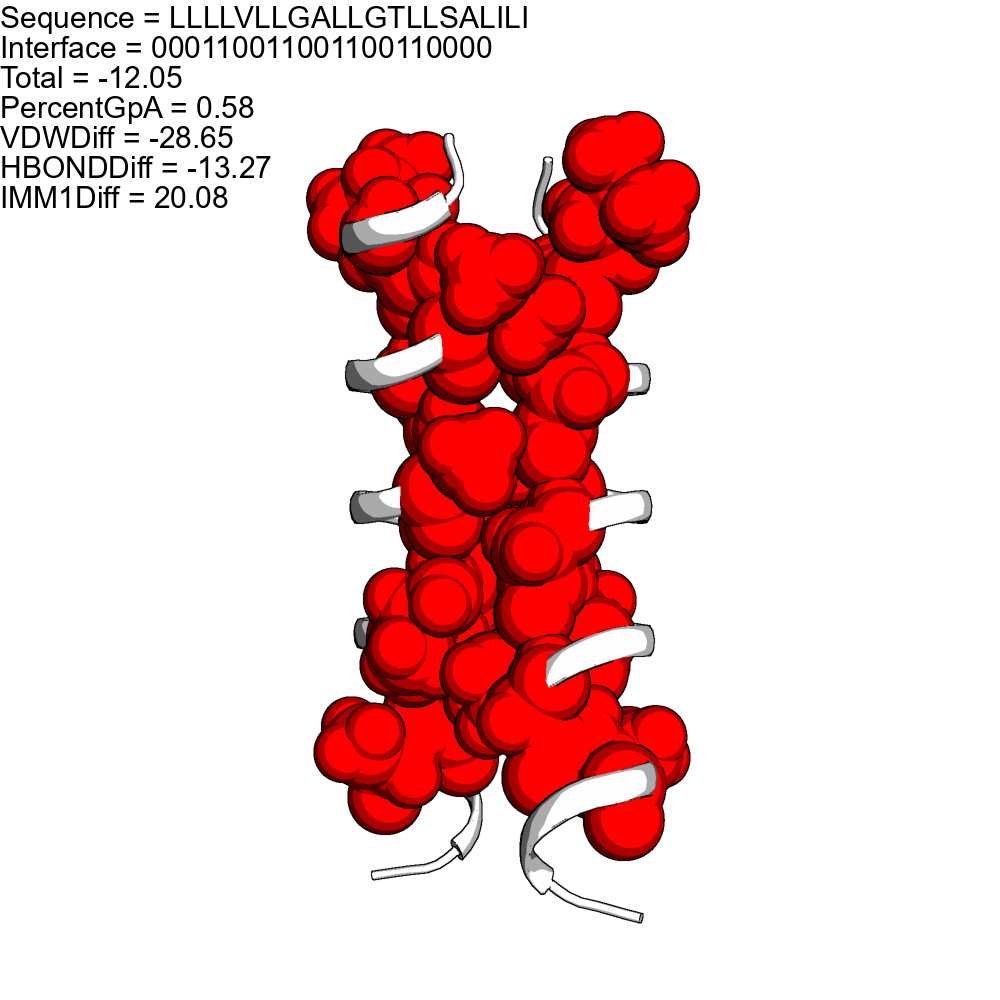 Sequence = LLLLVLLGALLGTLLSALILI
Interface = 000110011001100110000
Total = -12.05
PercentGpA = 0.58
VDWDiff = -28.65
HBONDDiff = -13.27
IMM1Diff = 20.08